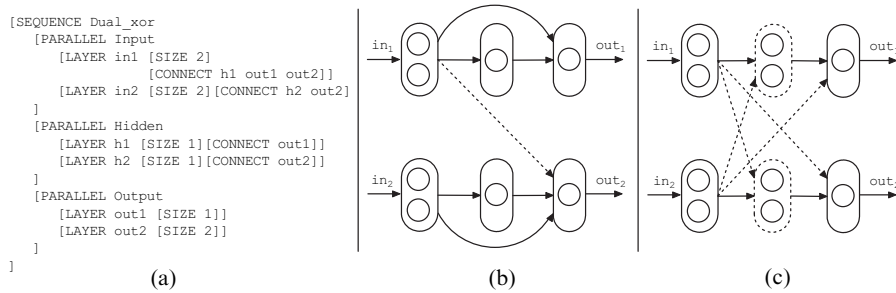 [SEQUENCE Dual_xor
[PARALLEL Input
[LAYER in1 [SIZE 2]
[CONNECT h1 out1 out2]]
[LAYER in2 [SIZE 2][CONNECT h2 out2]
]
[PARALLEL Hidden
[LAYER h1 [SIZE 1][CONNECT out1]]
[LAYER h2 [SIZE 1][CONNECT out2]]
]
[PARALLEL Output
[LAYER out1 [SIZE 1]]
[LAYER out2 [SIZE 2]]
]
]
(a)
in1
out1
in2
out2
(b)
in1
out
in2
out
(c)